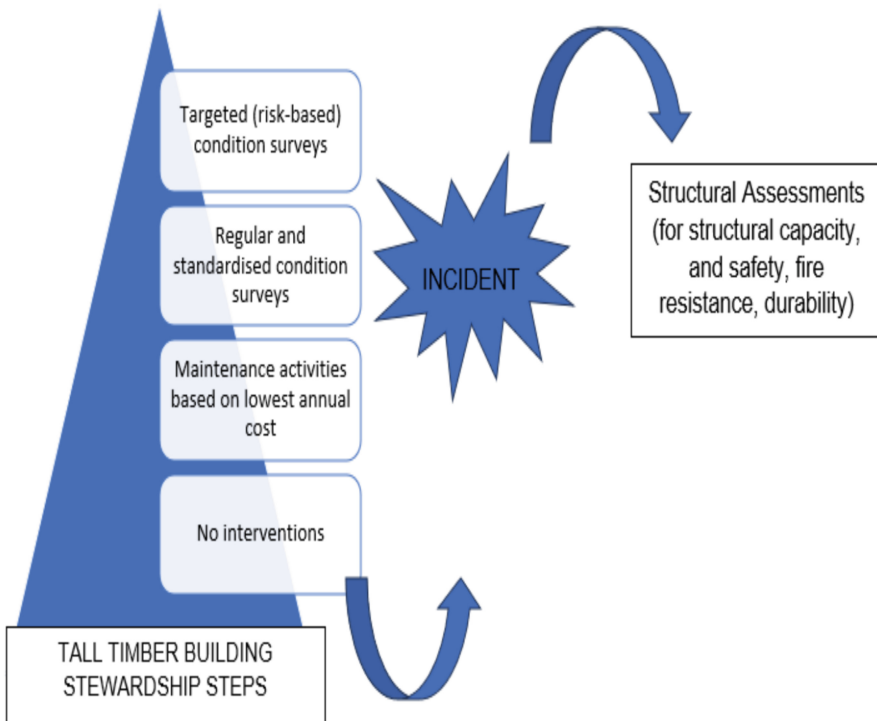 Targeted (risk-based)
condition surveys
Regular and
standardised condition
surveys
Maintenance activities
based on lowest annual
cost
No interventions
TALL TIMBER BUILDING
STEWARDSHIP STEPS
INCIDENT
Structural Assessments
(for structural capacity,
and safety, fire
resistance, durability)